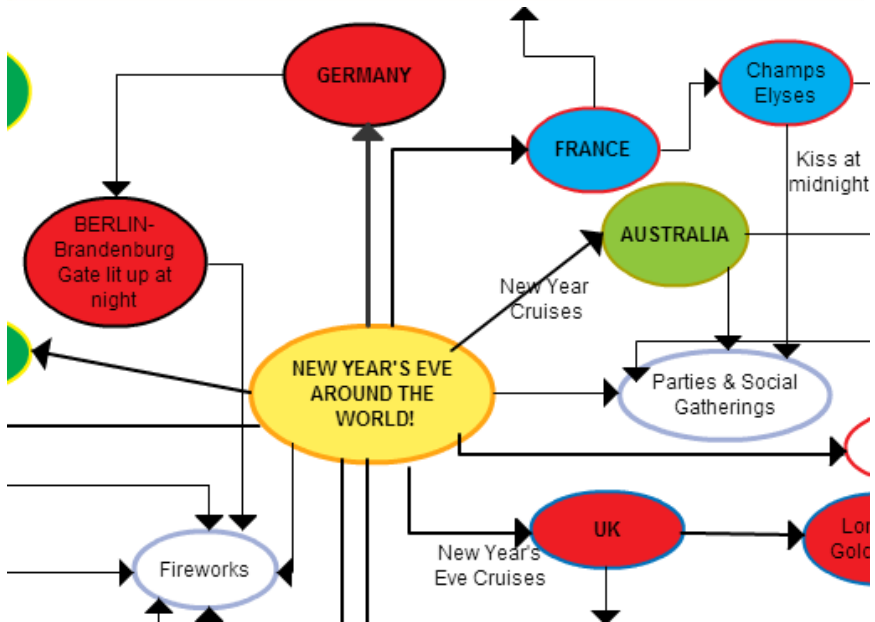 GERMANY
Champs
Elyses
FRANCE
Kiss at
midnight
BERLIN-
Brandenburg
Gate lit up at
night
AUSTRALIA
New Year
Cruises
NEW YEAR'S EVE
AROUND THE
WORLD!
Parties & Social
Gatherings
UK
New Year's
Eve Cruises
Fireworks